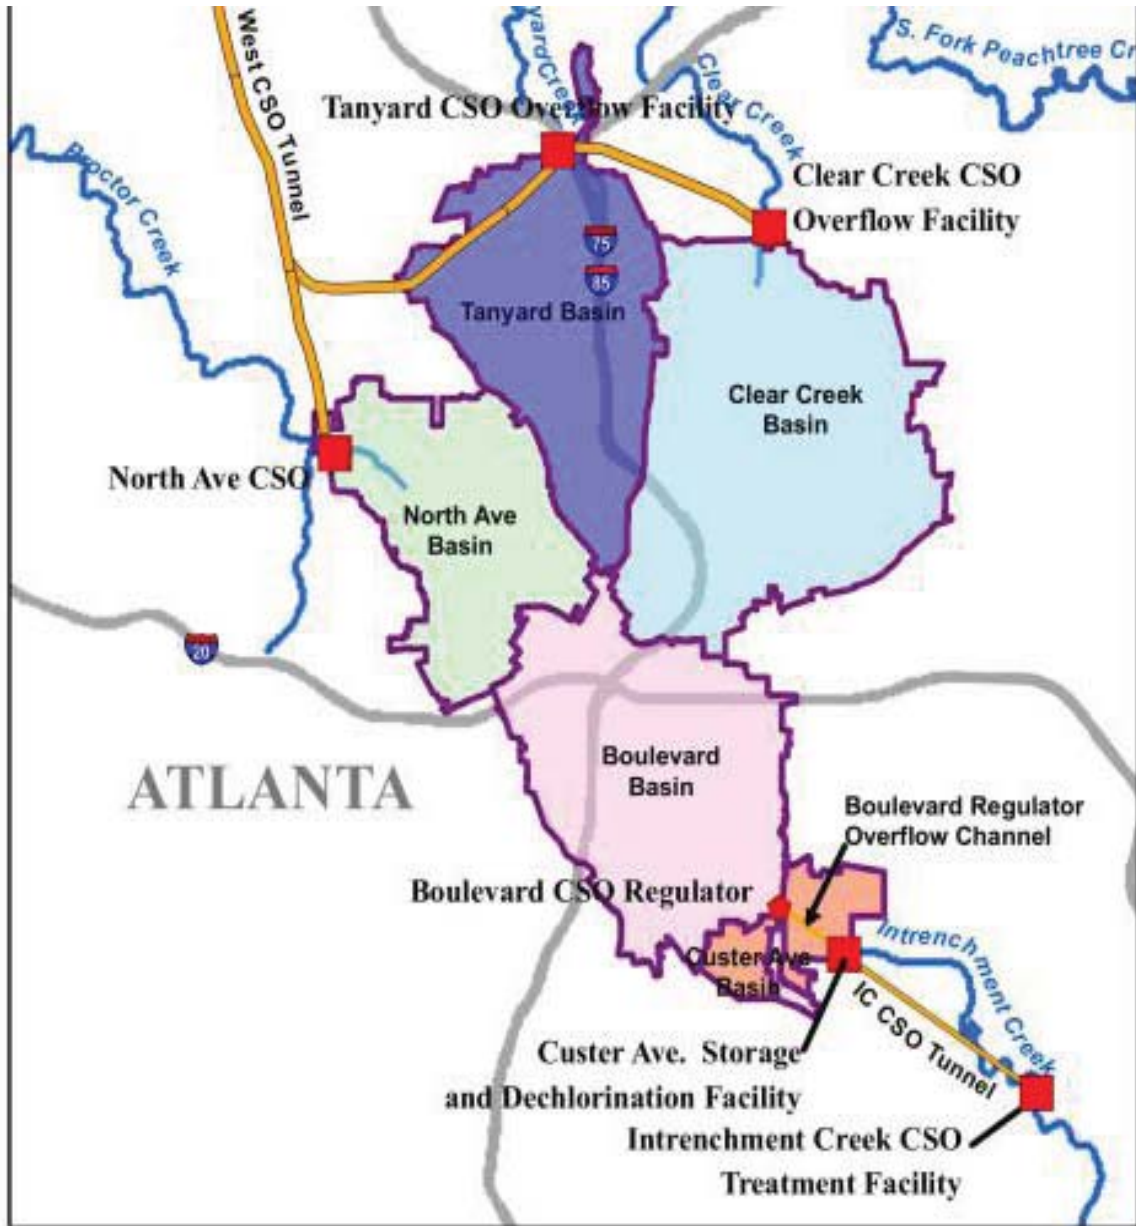 West CSO Tunnel
yard Creek
Clear Creek
S. Fork Peachtree Cr
Tanyard CSO Overflow Facility
Proctor Creek
Clear Creek CSO
Overflow Facility
75
85
Tanyard Basin
Clear Creek
Basin
North Ave CSO
North Ave
Basin
20
ATLANTA
Boulevard
Basin
Boulevard Regulator
Overflow Channel
Boulevard CSO Regulator
Custer Ave
Basin
Intrenchment Creek
IC CSO Tunnel
Custer Ave. Storage
and Dechlorination Facility
Intrenchment Creek CSO
Treatment Facility